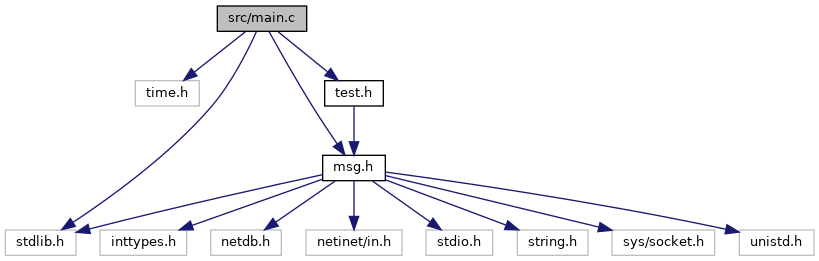 src/main.c
time.h
test.h
msg.h
stdlib.h
inttypes.h
netdb.h
netinet/in.h
stdio.h
string.h
sys/socket.h
unistd.h